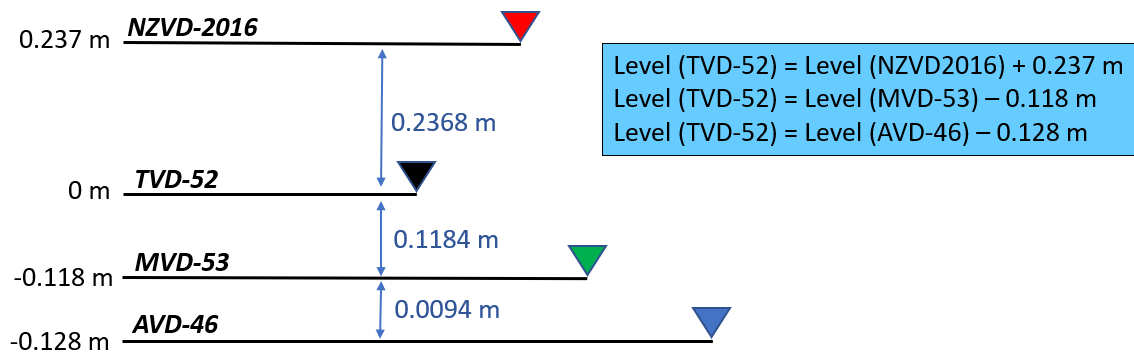 NZVD-2016
0.237 m
Level (TVD-52) = Level (NZVD2016) + 0.237 m
Level (TVD-52) = Level (MVD-53) – 0.118 m
Level (TVD-52) = Level (AVD-46) – 0.128 m
0.2368 m
TVD-52
0 m
0.1184 m
MVD-53
-0.118 m
0.0094 m
AVD-46
-0.128 m